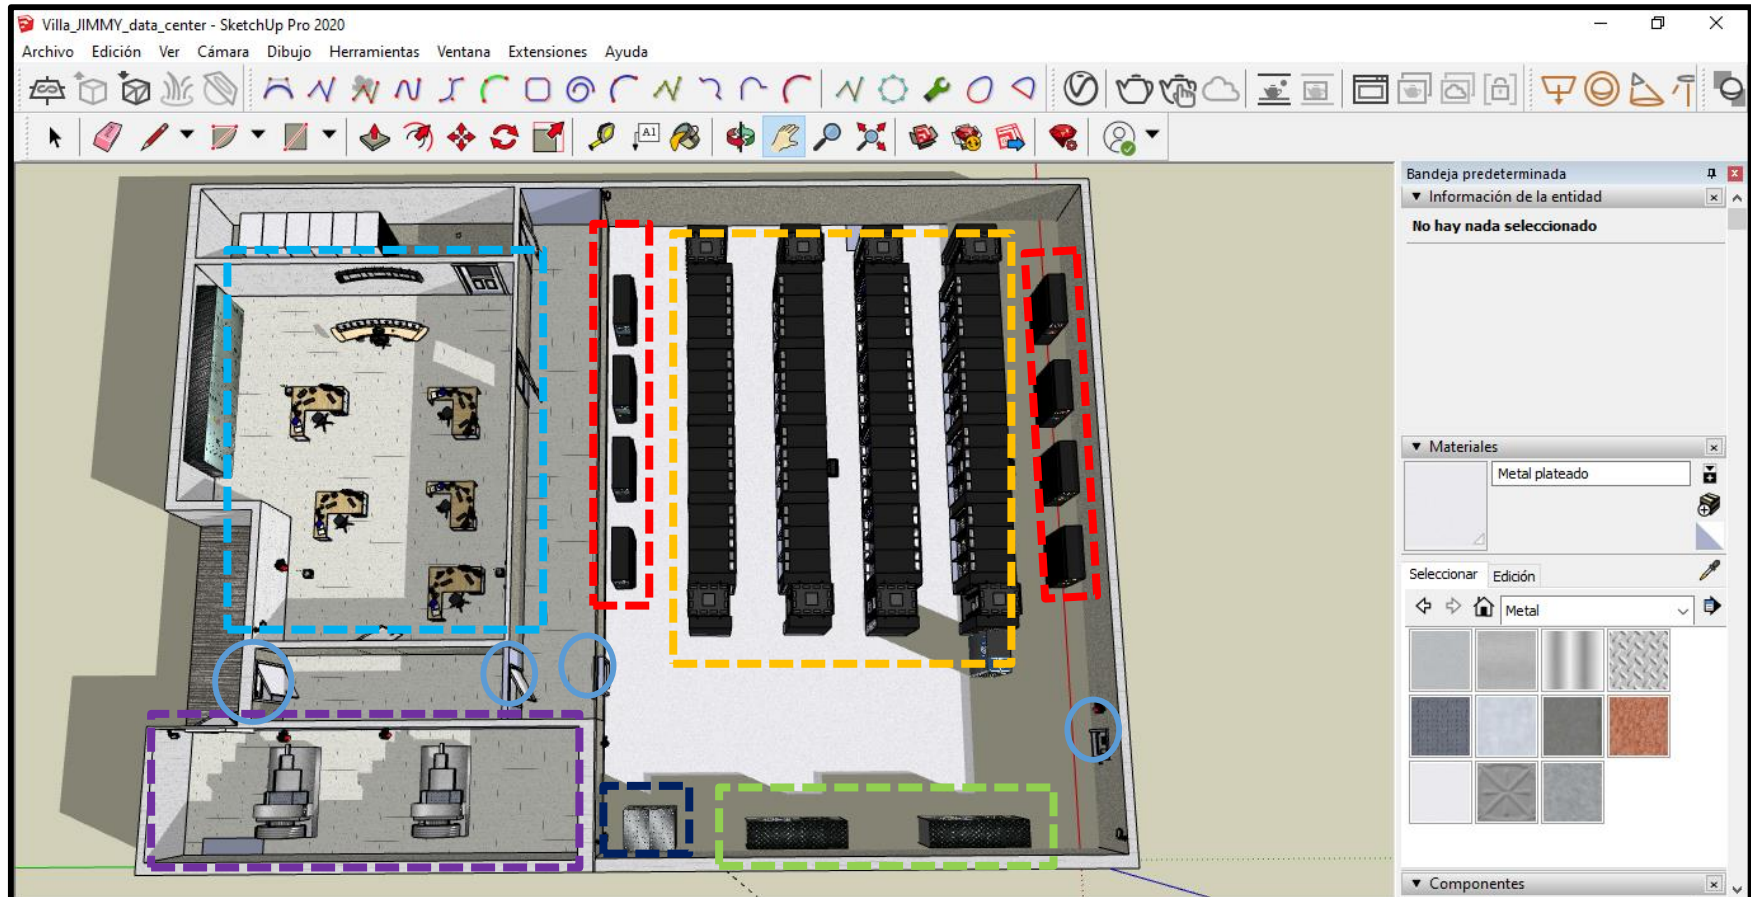 Villa_JIMMY_data_center - SketchUp Pro 2020
Archivo Edición Ver Cámara Dibujo Herramientas Ventana Extensiones Ayuda
A1
Bandeja predeterminada
Información de la entidad
No hay nada seleccionado
Materiales
Metal plateado
Seleccionar Edición
Metal
Componentes